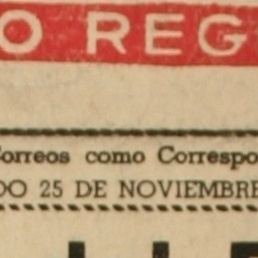 O REG
Correos como Correspo
DO 25 DE NOVIEMBRE